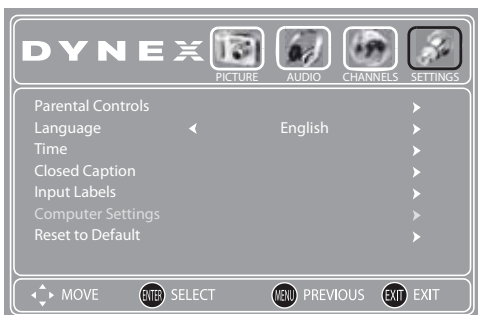 DYNEX
PICTURE AUDIO CHANNELS SETTINGS
Parental Controls
Language English
Time
Closed Caption
Input Labels
Computer Settings
Reset to Default
MOVE ENTER SELECT MENU PREVIOUS EXIT EXIT